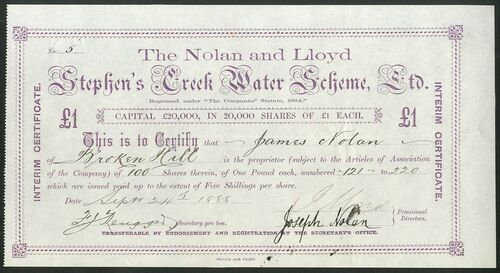 No 5
The Nolan and Lloyd
Stephen's Creek Water Scheme, Ltd.
Registered under "The Companies' Statute, 1864."
£1 CAPITAL £20,000, IN 20,000 SHARES OF £1 EACH. £1
This is to Certify that James Nolan
of Broken Hill is the proprietor (subject to the Articles of Association
of the Company) of 100 Shares therein, of One Pound each, numbered 121 to 220
which are issued paid up to the extent of Five Shillings per share.
Date Sept 24th 1888
Secretary pro tem.
Joseph Nolan
Provisional
Directors.
TRANSFERABLE BY ENDORSEMENT AND REGISTRATION AT THE SECRETARY'S OFFICE.
INTERIM CERTIFICATE.
INTERIM CERTIFICATE.